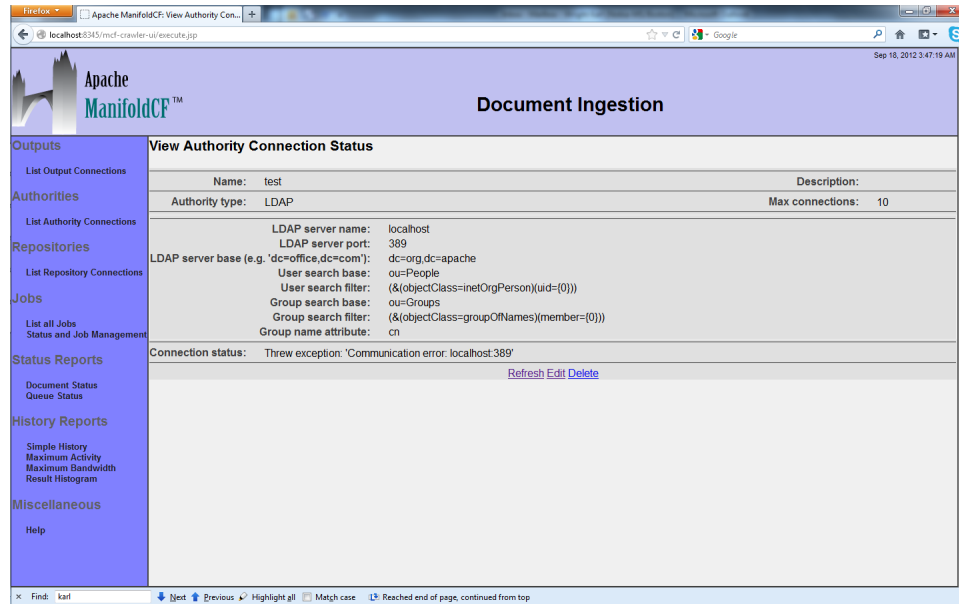 Firefox
Apache ManifoldCF: View Authority Con...
localhost:8345/mcf-crawler-ui/execute.jsp
Google
Sep 18, 2012 3:47:19 AM
Apache
ManifoldCF™
Document Ingestion
Outputs
List Output Connections
Authorities
List Authority Connections
Repositories
List Repository Connections
Jobs
List all Jobs
Status and Job Management
Status Reports
Document Status
Queue Status
History Reports
Simple History
Maximum Activity
Maximum Bandwidth
Result Histogram
Miscellaneous
Help
View Authority Connection Status
Name: test Description:
Authority type: LDAP Max connections: 10
LDAP server name: localhost
LDAP server port: 389
LDAP server base (e.g. 'dc=office,dc=com'): dc=org,dc=apache
User search base: ou=People
User search filter: (&(objectClass=inetOrgPerson)(uid={0}))
Group search base: ou=Groups
Group search filter: (&(objectClass=groupOfNames)(member={0}))
Group name attribute: cn
Connection status: Threw exception: 'Communication error: localhost:389'
Refresh Edit Delete
× Find: karl Next Previous Highlight all Match case Reached end of page, continued from top